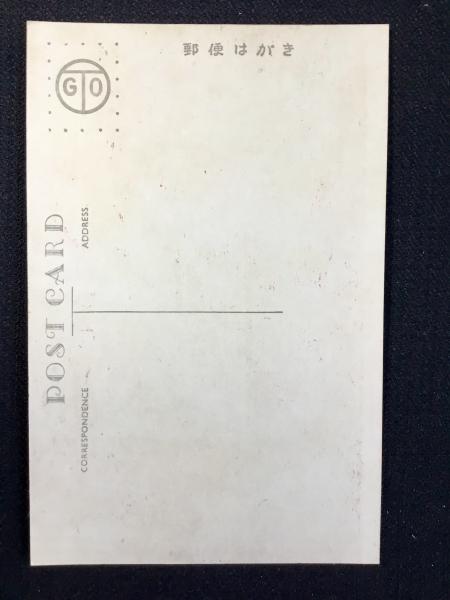 郵便はがき
GTO
POST CARD
ADDRESS
CORRESPONDENCE